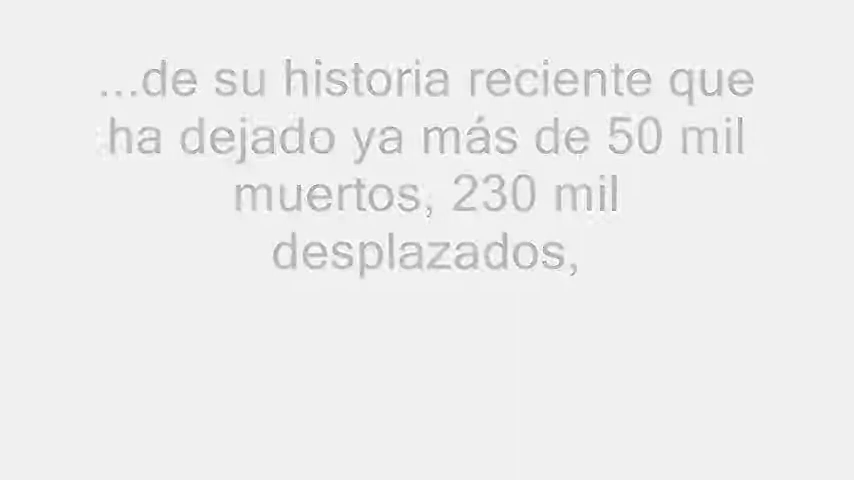 ...de su historia reciente que
ha dejado ya más de 50 mil
muertos, 230 mil
desplazados,